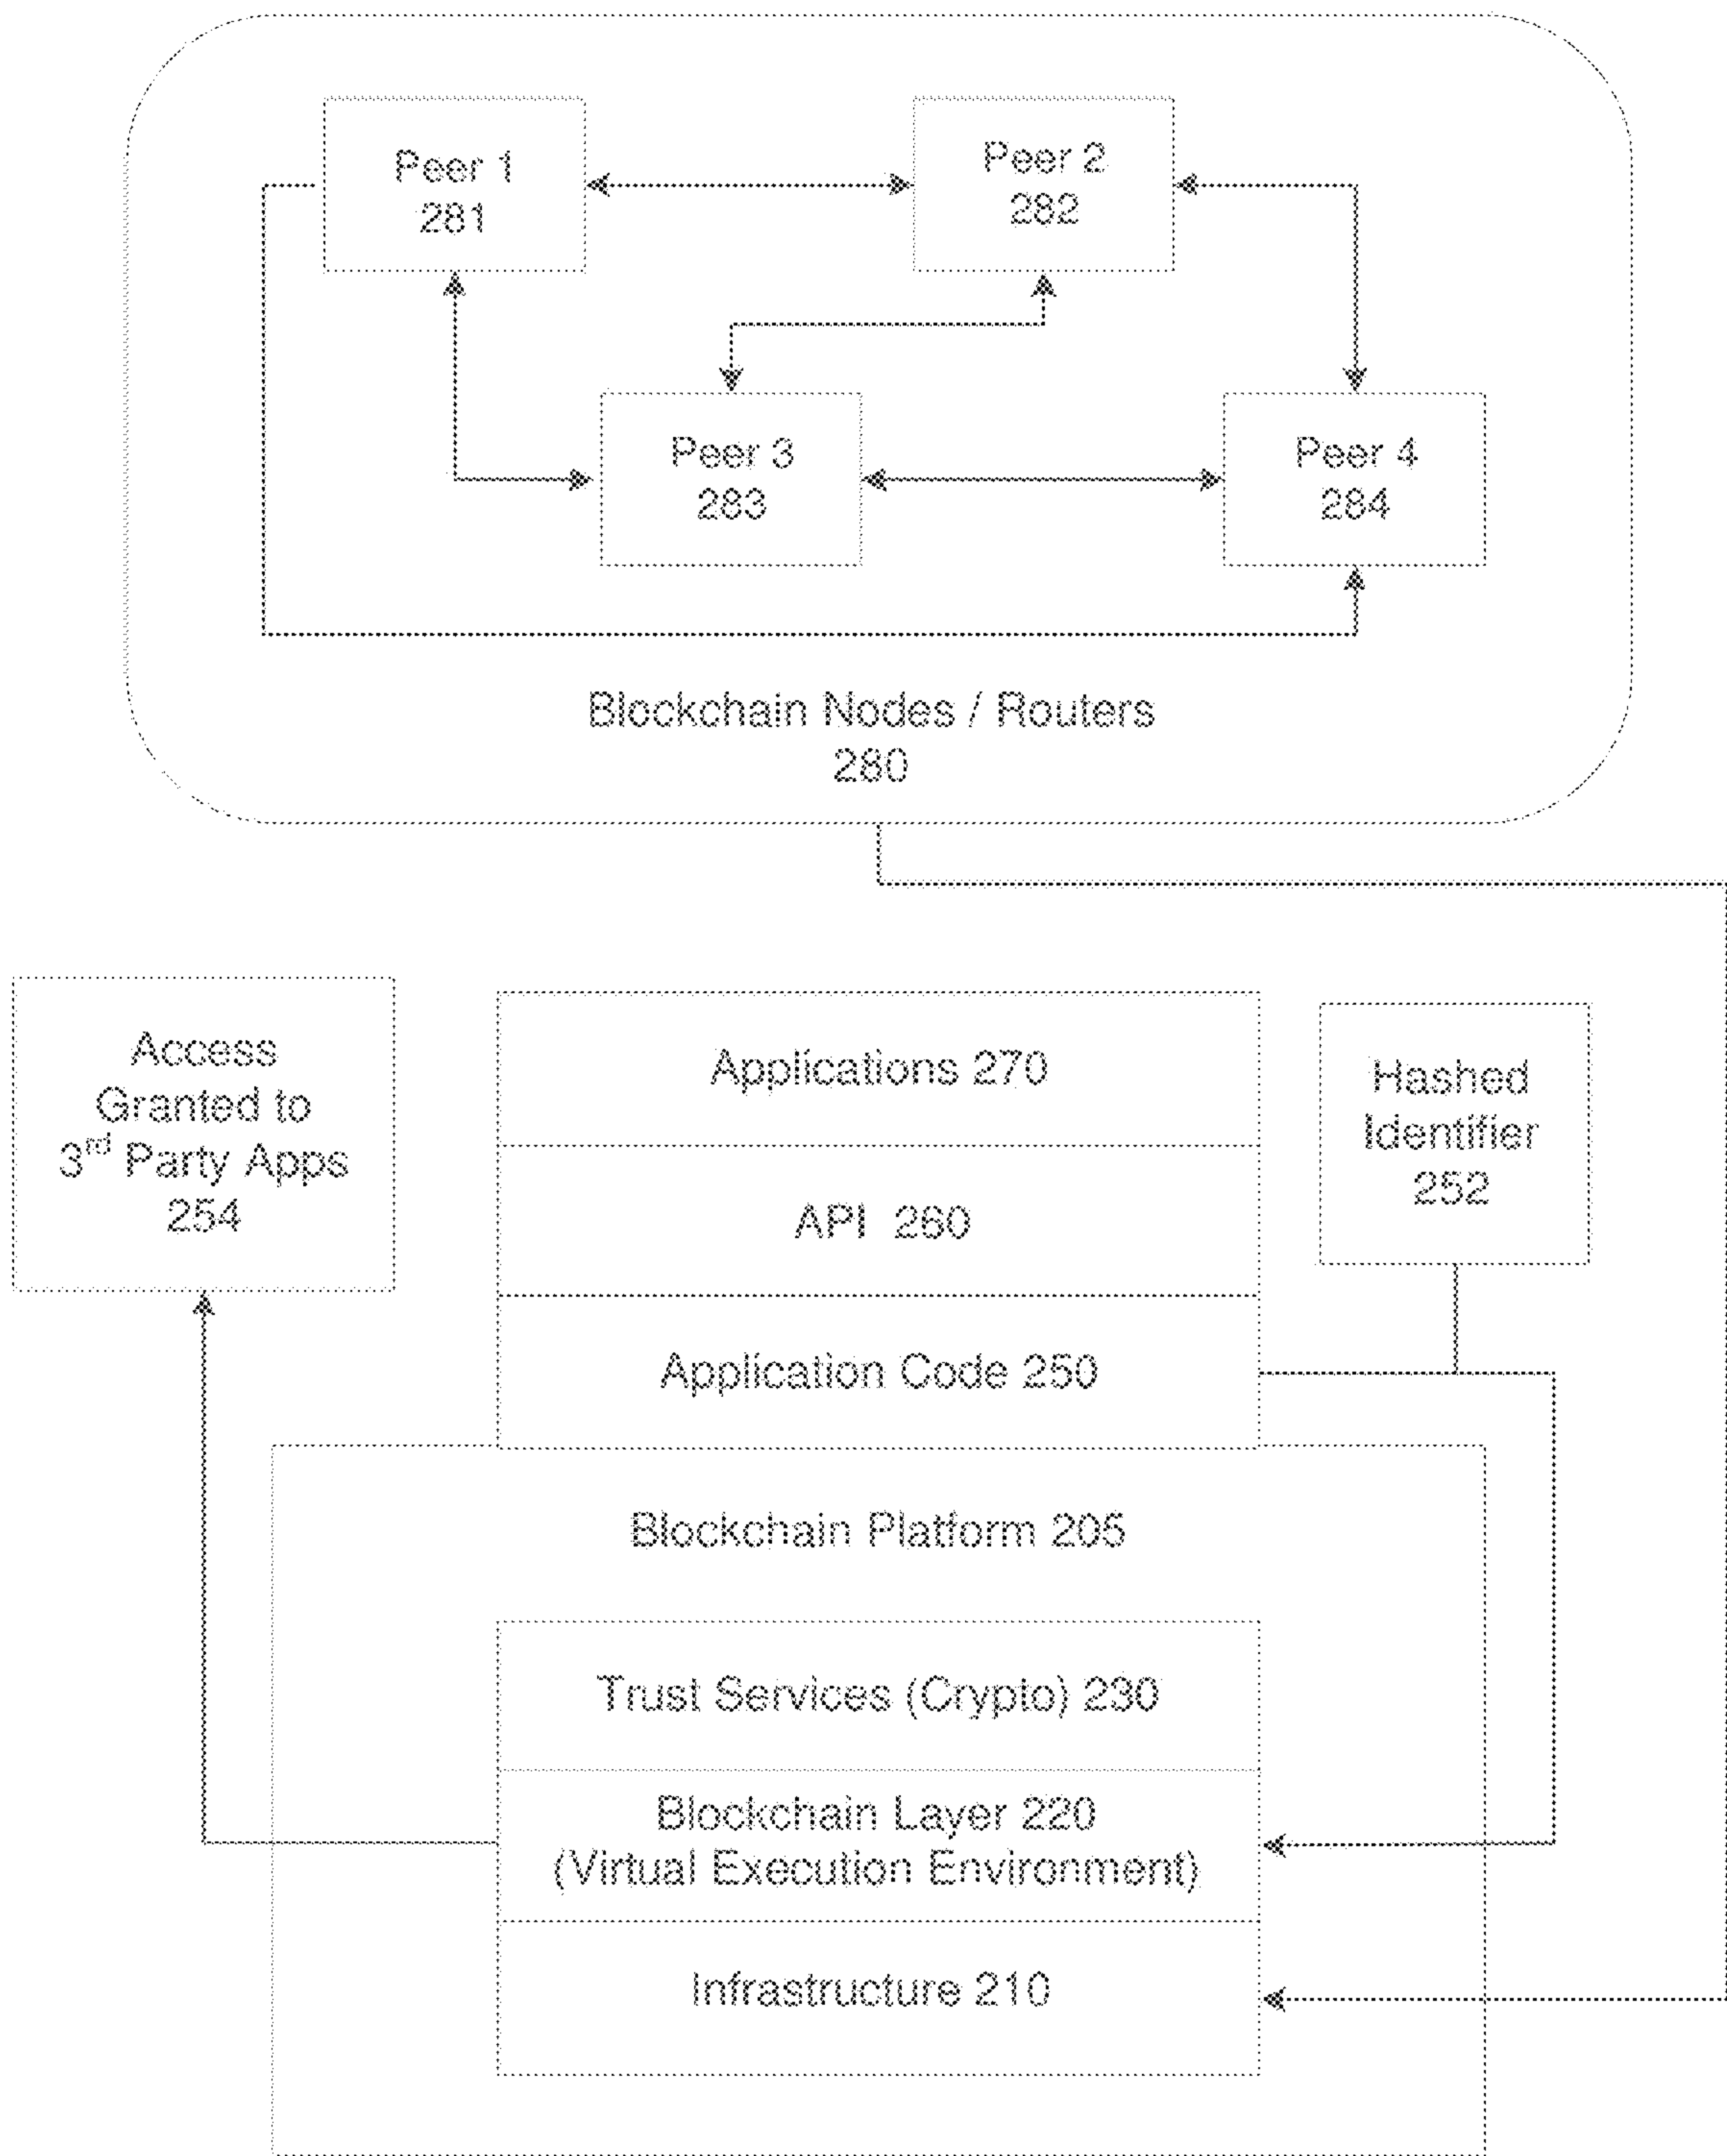 Peer 1
281
Peer 2
282
Peer 3
283
Peer 4
284
Blockchain Nodes / Routers
280
Access
Granted to
3rd Party Apps
254
Applications 270
API 260
Application Code 250
Hashed
Identifier
252
Blockchain Platform 205
Trust Services (Crypto) 230
Blockchain Layer 220
(Virtual Execution Environment)
Infrastructure 210